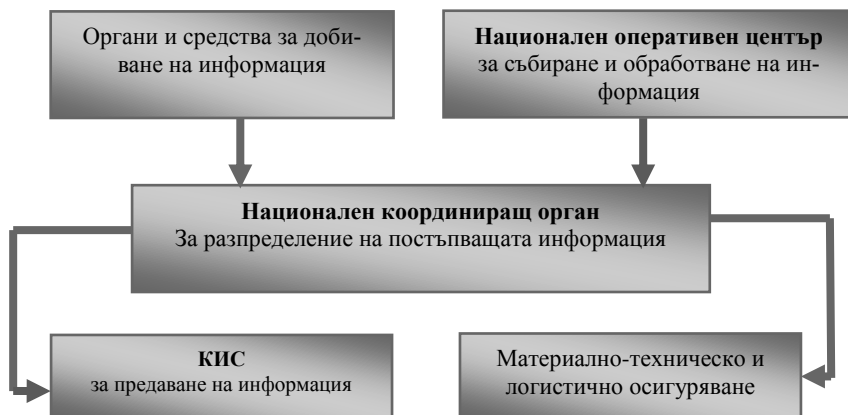 Органи и средства за доби-
ване на информация
Национален оперативен център
за събиране и обработване на ин-
формация
Национален координиращ орган
За разпределение на постъпващата информация
КИС
за предаване на информация
Материално-техническо и
логистично осигуряване